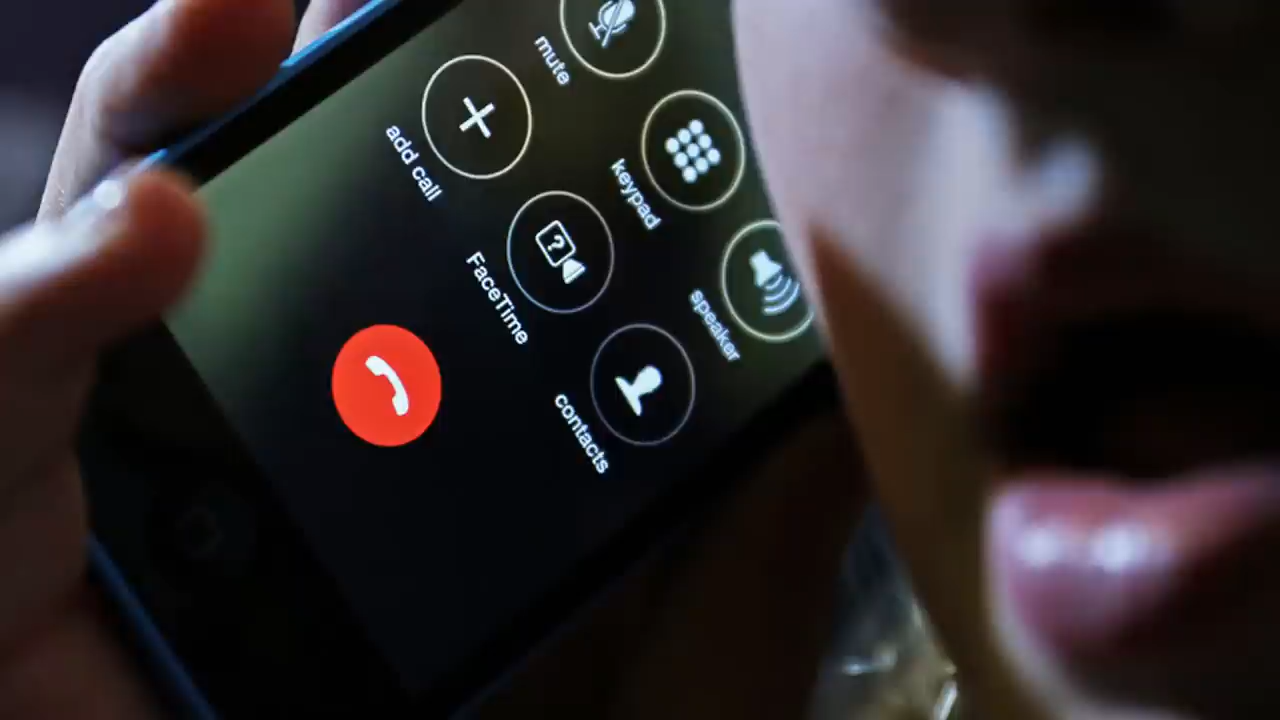 mute
keypad
speaker
add call
FaceTime
contacts